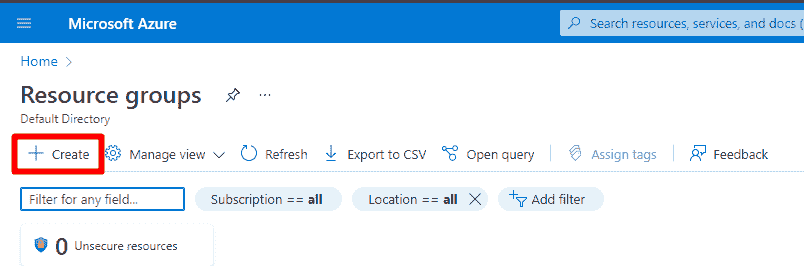 Microsoft Azure
Search resources, services, and docs (
Home
Resource groups
Default Directory
Create Manage view Refresh Export to CSV Open query Assign tags Feedback
Filter for any field... Subscription == all Location == all Add filter
0 Unsecure resources